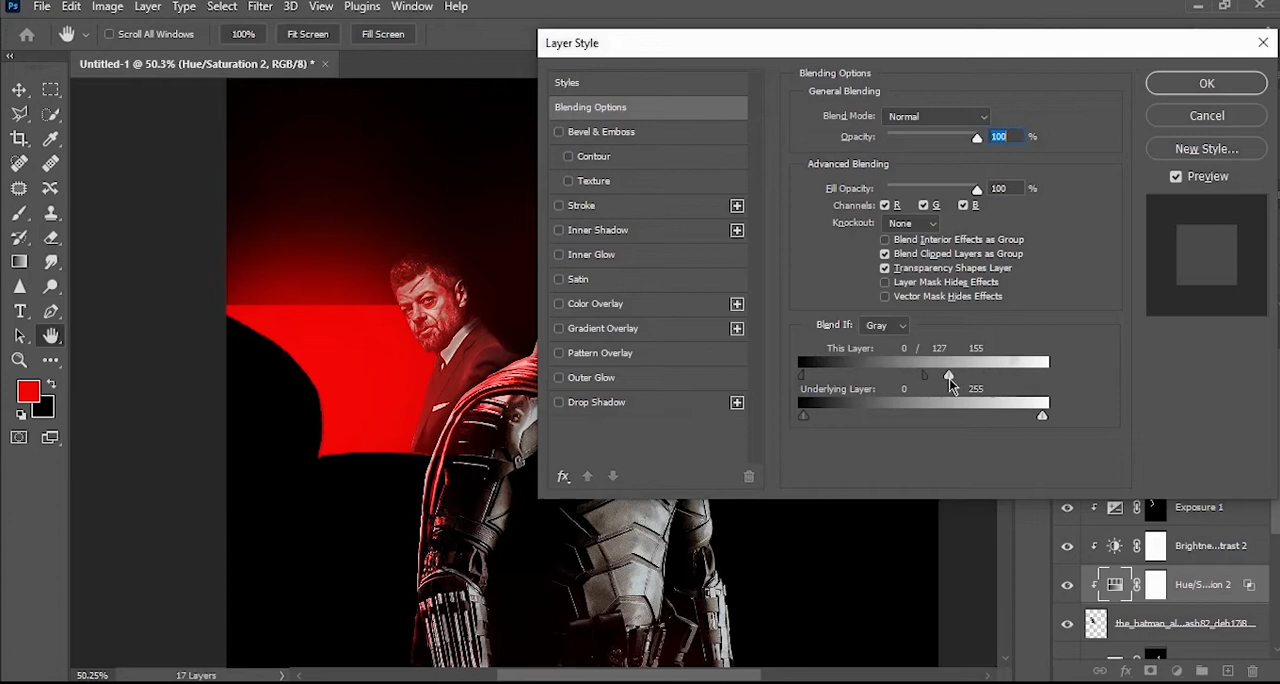 Ps File Edit Image Layer Type Select Filter 3D View Plugins Window Help
Scroll All Windows 100% Fit Screen Fill Screen
Untitled-1 @ 50.3% (Hue/Saturation 2, RGB/8) * ×
Layer Style
Styles
Blending Options
Bevel & Emboss
Contour
Texture
Stroke
Inner Shadow
Inner Glow
Satin
Color Overlay
Gradient Overlay
Pattern Overlay
Outer Glow
Drop Shadow
fx
Blending Options
General Blending
Blend Mode: Normal
Opacity: 100 %
Advanced Blending
Fill Opacity: 100 %
Channels: R G B
Knockout: None
Blend Interior Effects as Group
Blend Clipped Layers as Group
Transparency Shapes Layer
Layer Mask Hides Effects
Vector Mask Hides Effects
Blend If: Gray
This Layer: 0 / 127 155
Underlying Layer: 0 255
OK
Cancel
New Style...
Preview
Exposure 1
Brightne...trast 2
Hue/S...ion 2
fx
50.25% 17 Layers